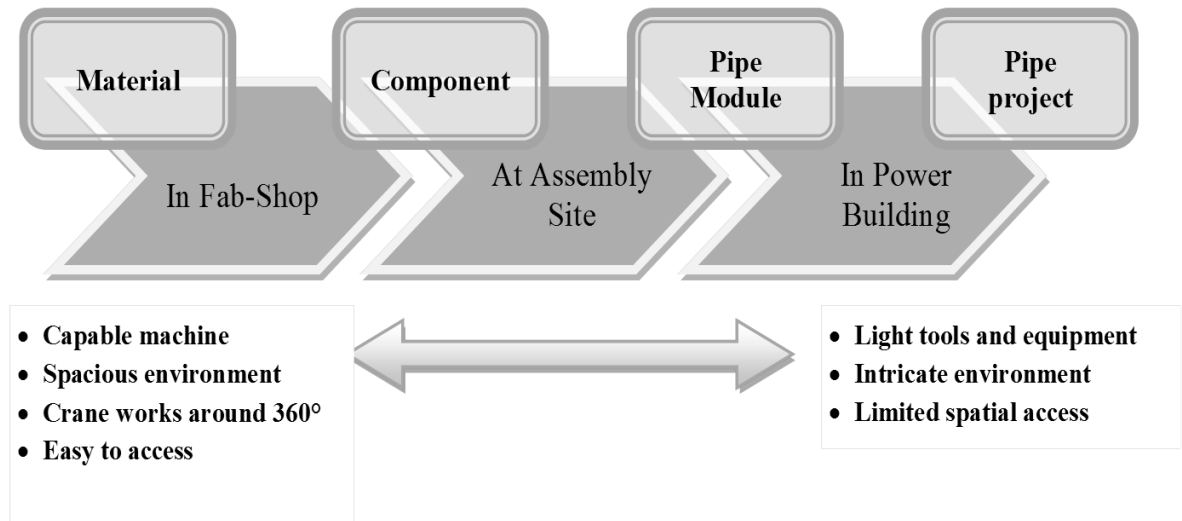 Material
Component
Pipe
Module
Pipe
project
In Fab-Shop
At Assembly
Site
In Power
Building
• Capable machine
• Spacious environment
• Crane works around 360°
• Easy to access
• Light tools and equipment
• Intricate environment
• Limited spatial access